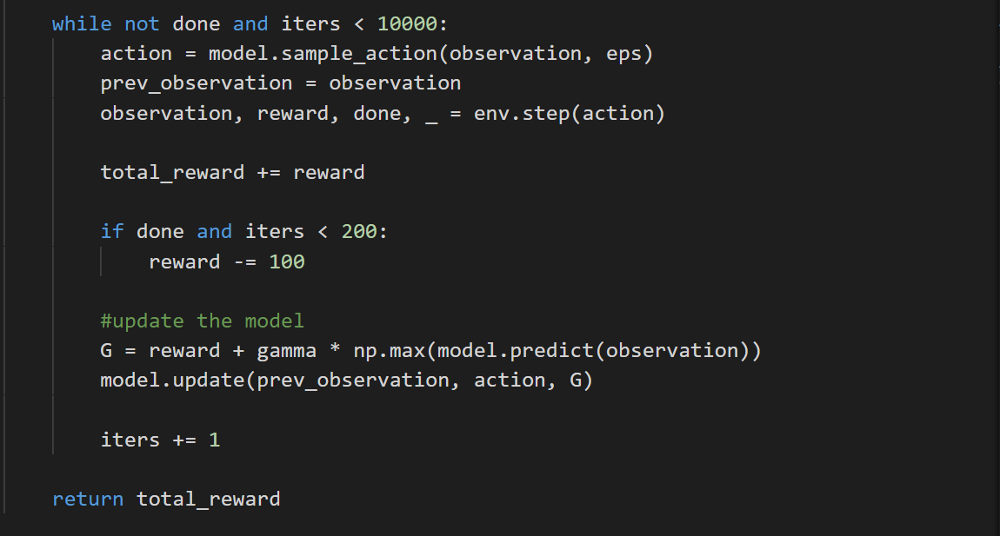 while not done and iters < 10000:
    action = model.sample_action(observation, eps)
    prev_observation = observation
    observation, reward, done, _ = env.step(action)

    total_reward += reward

    if done and iters < 200:
        reward -= 100

    #update the model
    G = reward + gamma * np.max(model.predict(observation))
    model.update(prev_observation, action, G)

    iters += 1

return total_reward